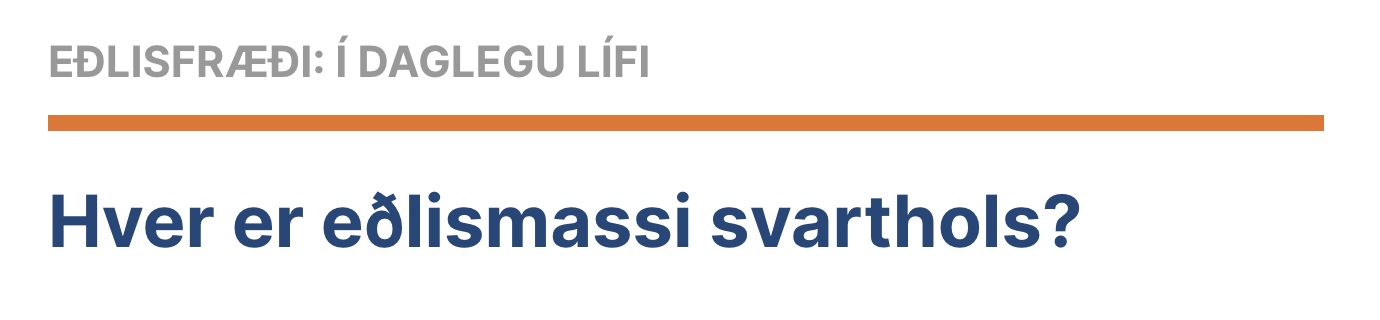 EÐLISFRÆÐI: Í DAGLEGU LÍFI
Hver er eðlismassi svarthols?